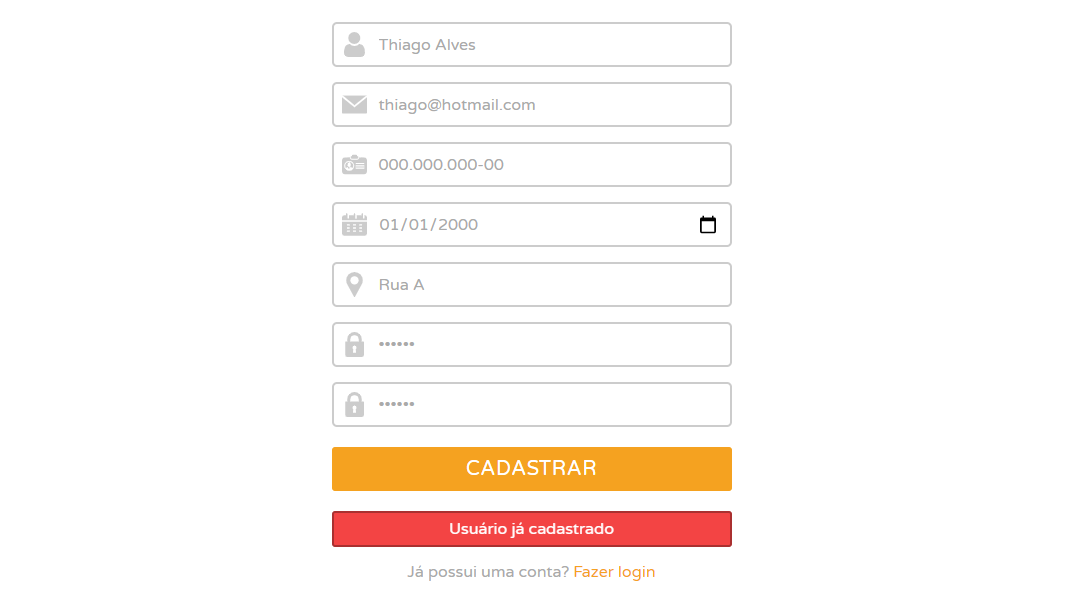 Thiago Alves
thiago@hotmail.com
000.000.000-00
01/01/2000
Rua A
••••••
••••••
CADASTRAR
Usuário já cadastrado
Já possui uma conta? Fazer login